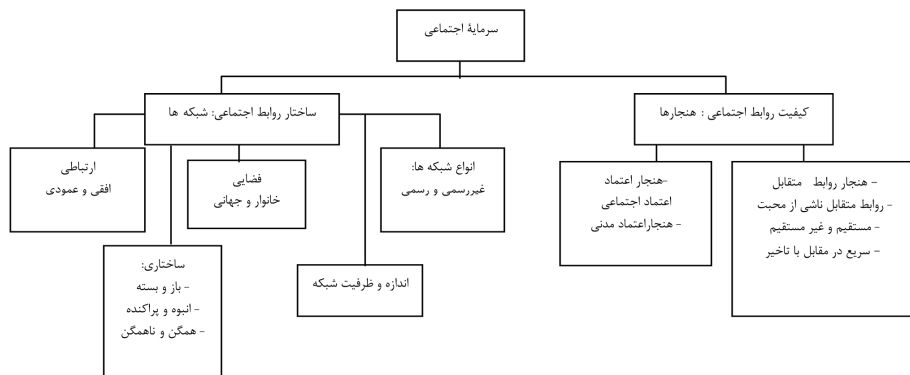 سرمایۀ اجتماعی
کیفیت روابط اجتماعی : هنجارها
ساختار روابط اجتماعی: شبکه ها
- هنجار روابط متقابل
- روابط متقابل ناشی از محبت
- مستقیم و غیر مستقیم
- سریع در مقابل با تاخیر
-هنجار اعتماد
اعتماد اجتماعی
- هنجاراعتماد مدنی
انواع شبکه ها:
غیررسمی و رسمی
اندازه و ظرفیت شبکه
فضایی
خانوار و جهانی
ساختاری:
- باز و بسته
- انبوه و پراکنده
- همگن و ناهمگن
ارتباطی
افقی و عمودی